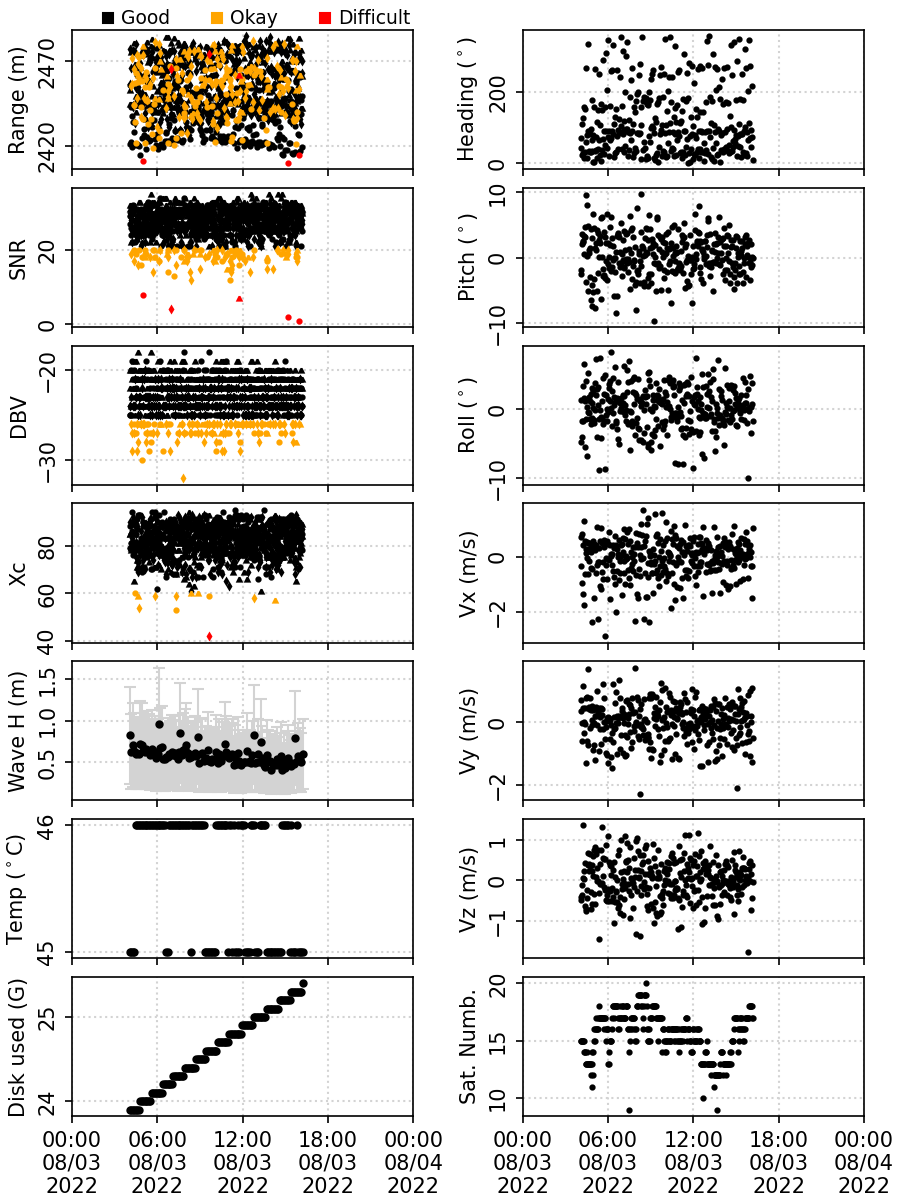 Good Okay Difficult
Range (m)
2470
2420
Heading (°)
200
0
SNR
20
0
Pitch (°)
10
0
−10
DBV
−20
−30
Roll (°)
0
−10
Xc
80
60
40
Vx (m/s)
0
−2
Wave H (m)
1.5
1.0
0.5
Vy (m/s)
0
−2
Temp (°C)
46
45
Vz (m/s)
1
0
−1
Disk used (G)
25
24
Sat. Numb.
20
15
10
00:00 06:00 12:00 18:00 00:00 00:00 06:00 12:00 18:00 00:00
08/03 08/03 08/03 08/03 08/04 08/03 08/03 08/03 08/03 08/04
2022 2022 2022 2022 2022 2022 2022 2022 2022 2022